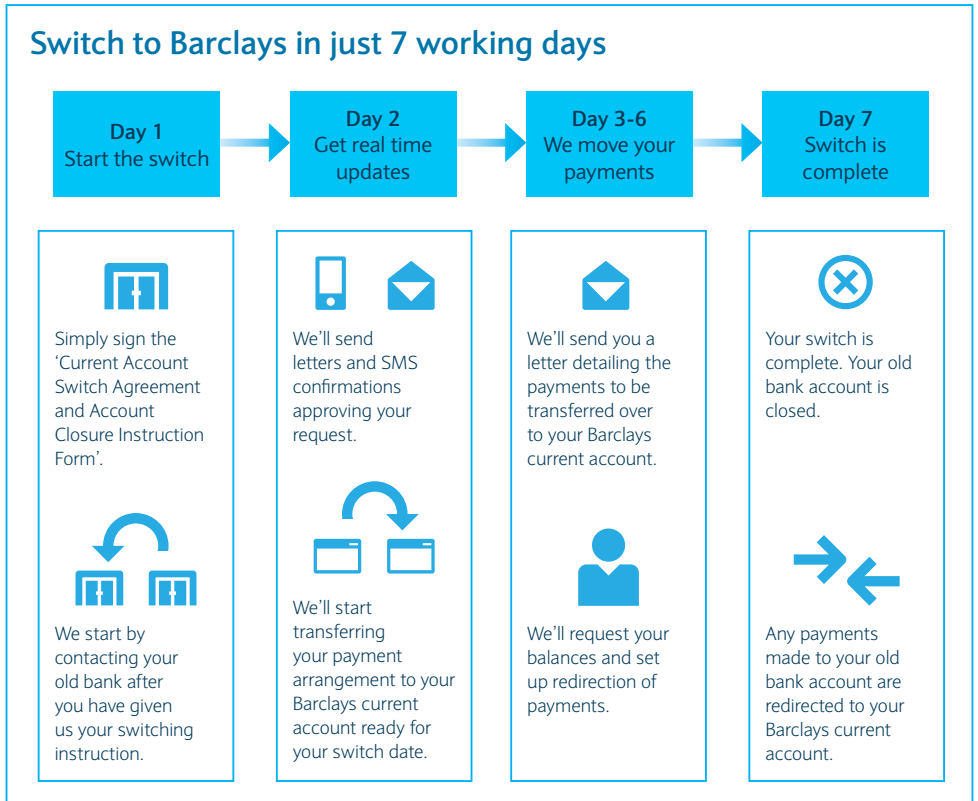 Switch to Barclays in just 7 working days
Day 1
Start the switch
Day 2
Get real time
updates
Day 3-6
We move your
payments
Day 7
Switch is
complete
Simply sign the
‘Current Account
Switch Agreement
and Account
Closure Instruction
Form’.
We start by
contacting your
old bank after
you have given
us your switching
instruction.
We’ll send
letters and SMS
confirmations
approving your
request.
We’ll start
transferring
your payment
arrangement to your
Barclays current
account ready for
your switch date.
We’ll send you a
letter detailing the
payments to be
transferred over
to your Barclays
current account.
We’ll request your
balances and set
up redirection of
payments.
Your switch is
complete. Your old
bank account is
closed.
Any payments
made to your old
bank account are
redirected to your
Barclays current
account.